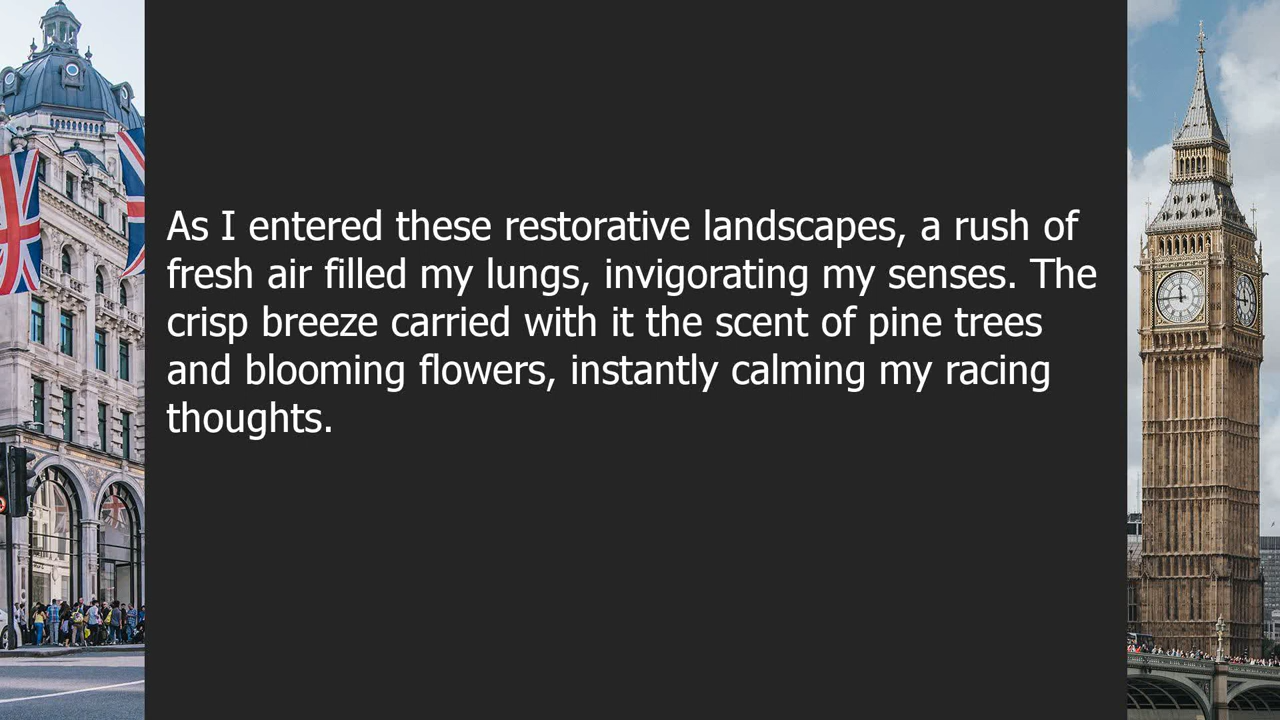 As I entered these restorative landscapes, a rush of
fresh air filled my lungs, invigorating my senses. The
crisp breeze carried with it the scent of pine trees
and blooming flowers, instantly calming my racing
thoughts.